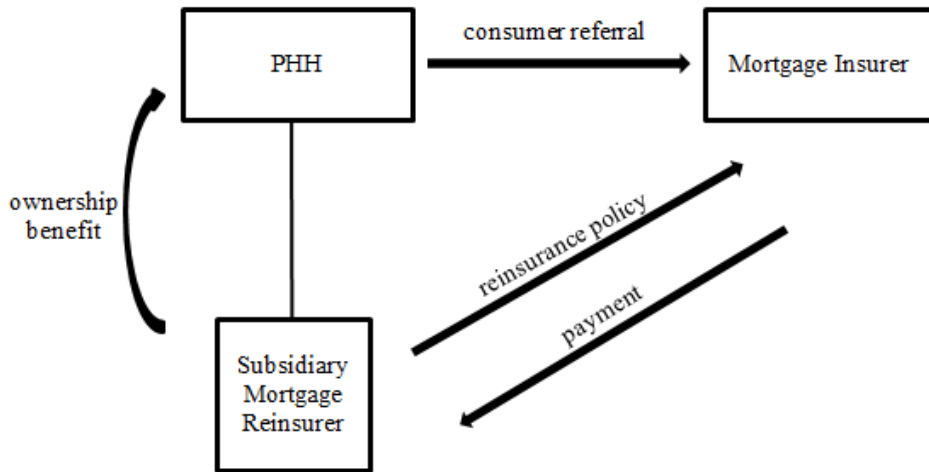 consumer referral
PHH
Mortgage Insurer
ownership
benefit
reinsurance policy
payment
Subsidiary
Mortgage
Reinsurer